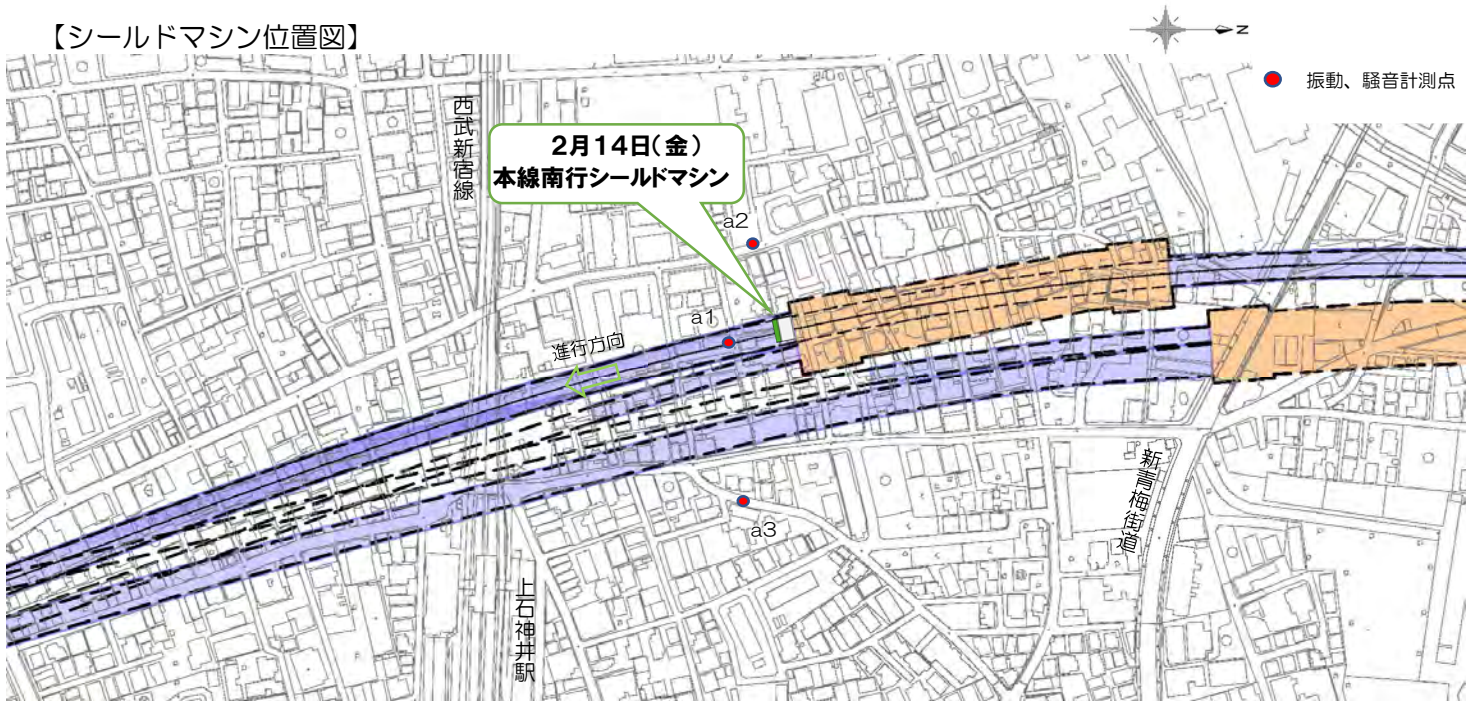 【シールドマシン位置図】
N
振動、騒音計測点
西武新宿線
2月14日(金)
本線南行シールドマシン
a2
a1
進行方向
a3
新青梅街道
上石神井駅